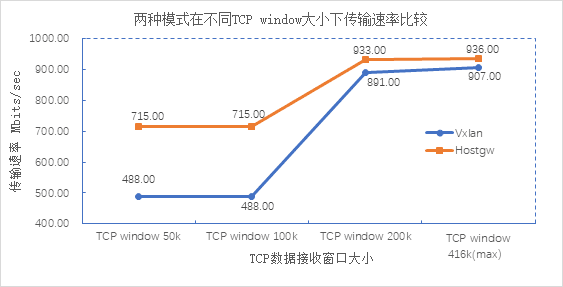 两种模式在不同TCP window大小下传输速率比较
传输速率 Mbits/sec
1000.00
900.00
800.00
700.00
600.00
500.00
400.00
715.00
715.00
933.00
936.00
488.00
488.00
891.00
907.00
Vxlan
Hostgw
TCP window 50k
TCP window 100k
TCP window 200k
TCP window
416k(max)
TCP数据接收窗口大小